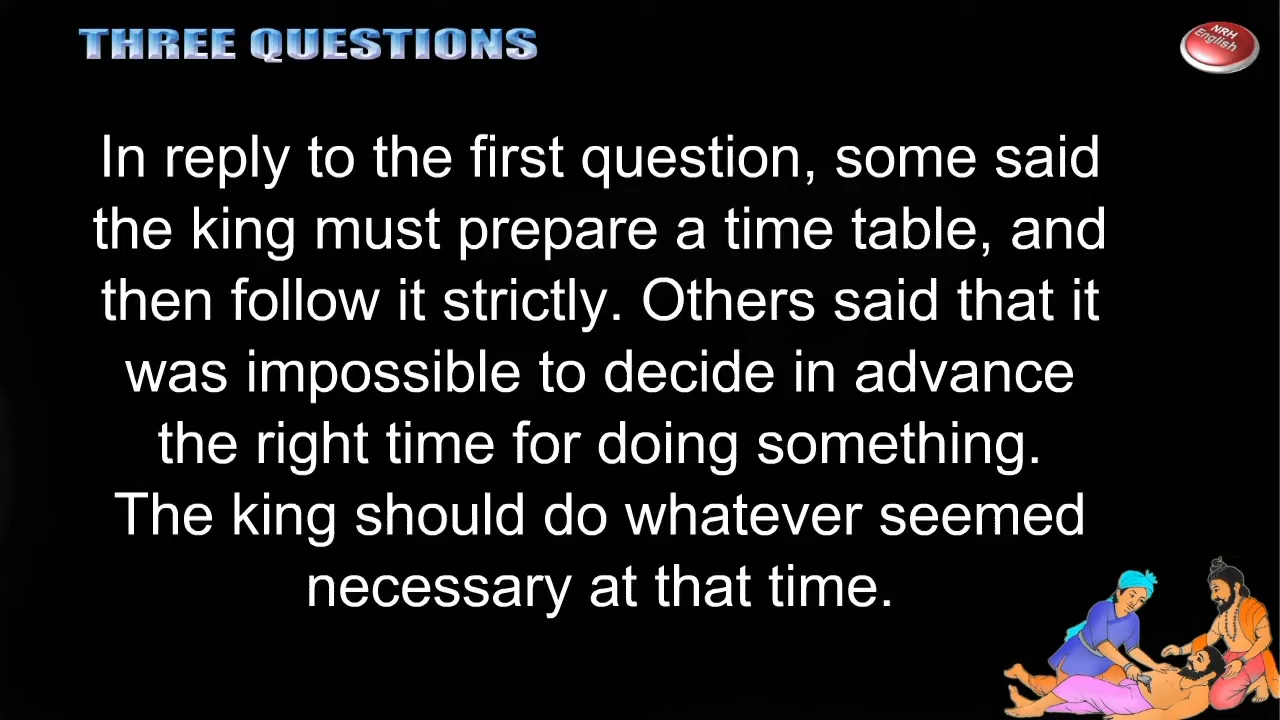 THREE QUESTIONS
NRH
English
In reply to the first question, some said
the king must prepare a time table, and
then follow it strictly. Others said that it
was impossible to decide in advance
the right time for doing something.
The king should do whatever seemed
necessary at that time.